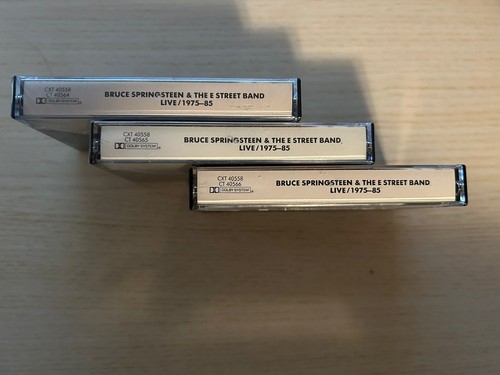 CXT 40558
CT 40564
DOLBY SYSTEM
BRUCE SPRINGSTEEN & THE E STREET BAND
LIVE/1975-85
CXT 40558
CT 40565
DOLBY SYSTEM
BRUCE SPRINGSTEEN & THE E STREET BAND
LIVE/1975-85
CXT 40558
CT 40566
DOLBY SYSTEM
BRUCE SPRINGSTEEN & THE E STREET BAND
LIVE/1975-85